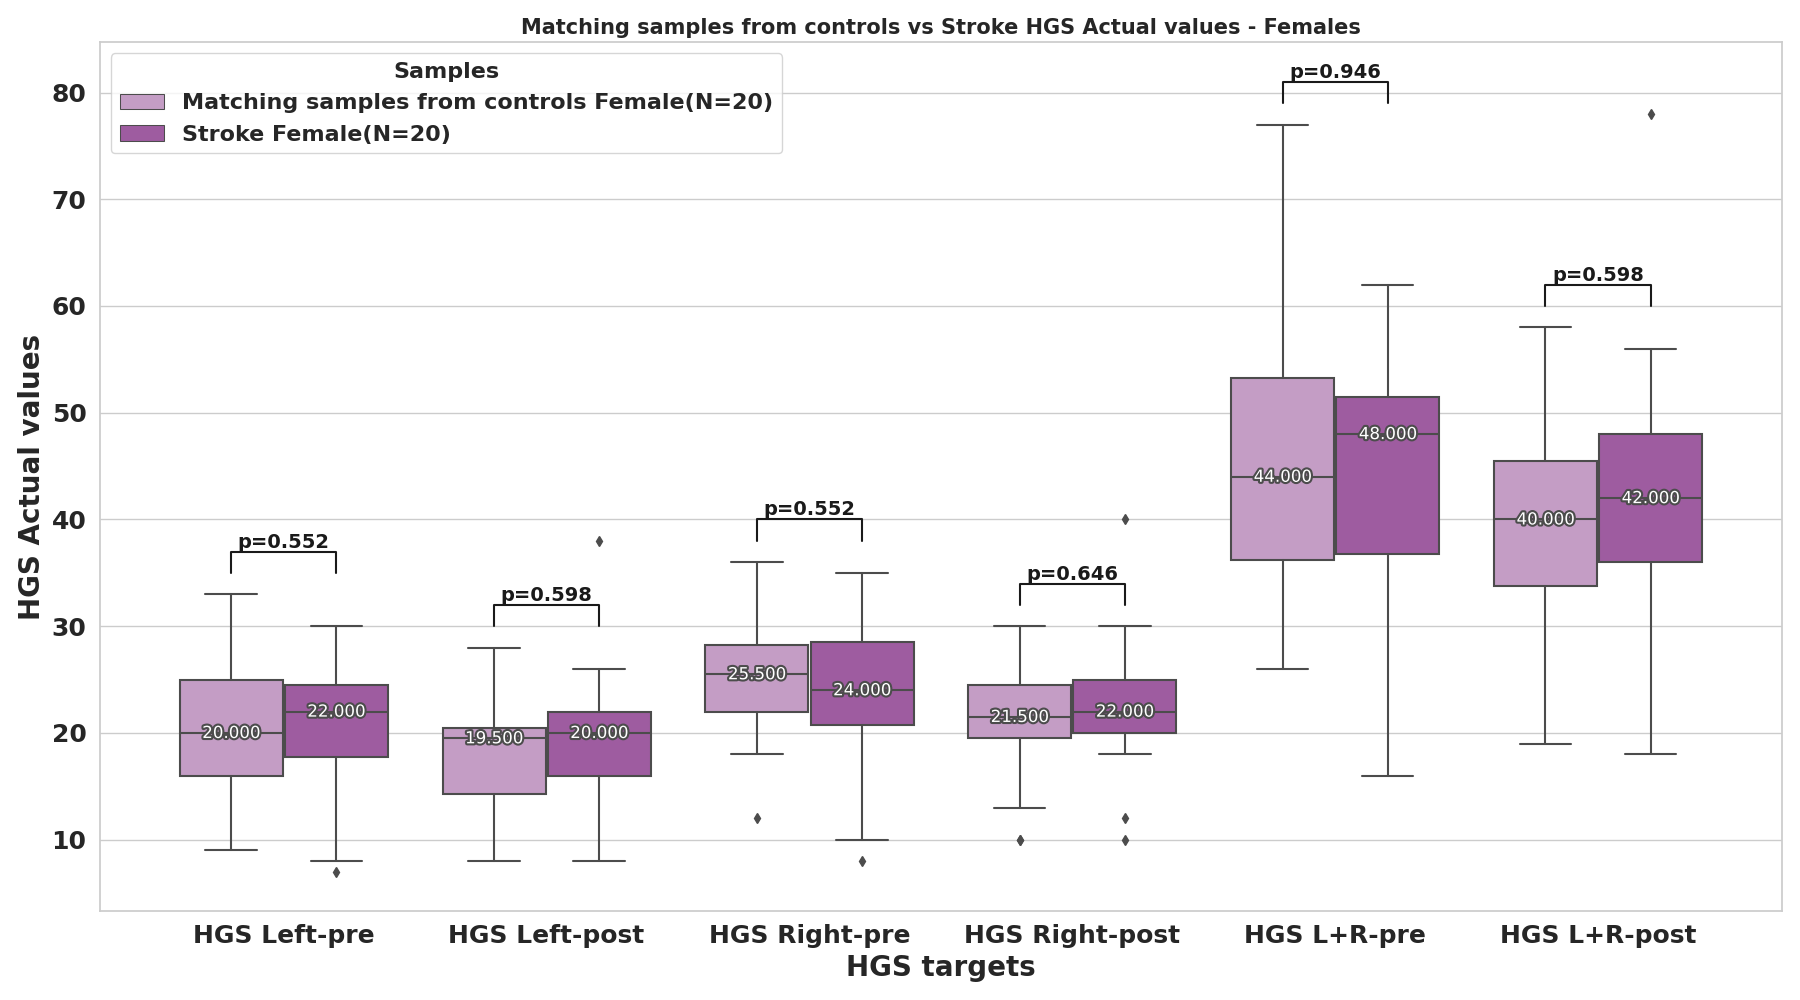 Matching samples from controls vs Stroke HGS Actual values - Females
Samples
Matching samples from controls Female(N=20)
Stroke Female(N=20)
HGS Actual values
80
70
60
50
40
30
20
10
p=0.552
p=0.598
p=0.552
p=0.646
p=0.946
p=0.598
20.000
22.000
19.500
20.000
25.500
24.000
21.500
22.000
44.000
48.000
40.000
42.000
HGS Left-pre
HGS Left-post
HGS Right-pre
HGS Right-post
HGS L+R-pre
HGS L+R-post
HGS targets